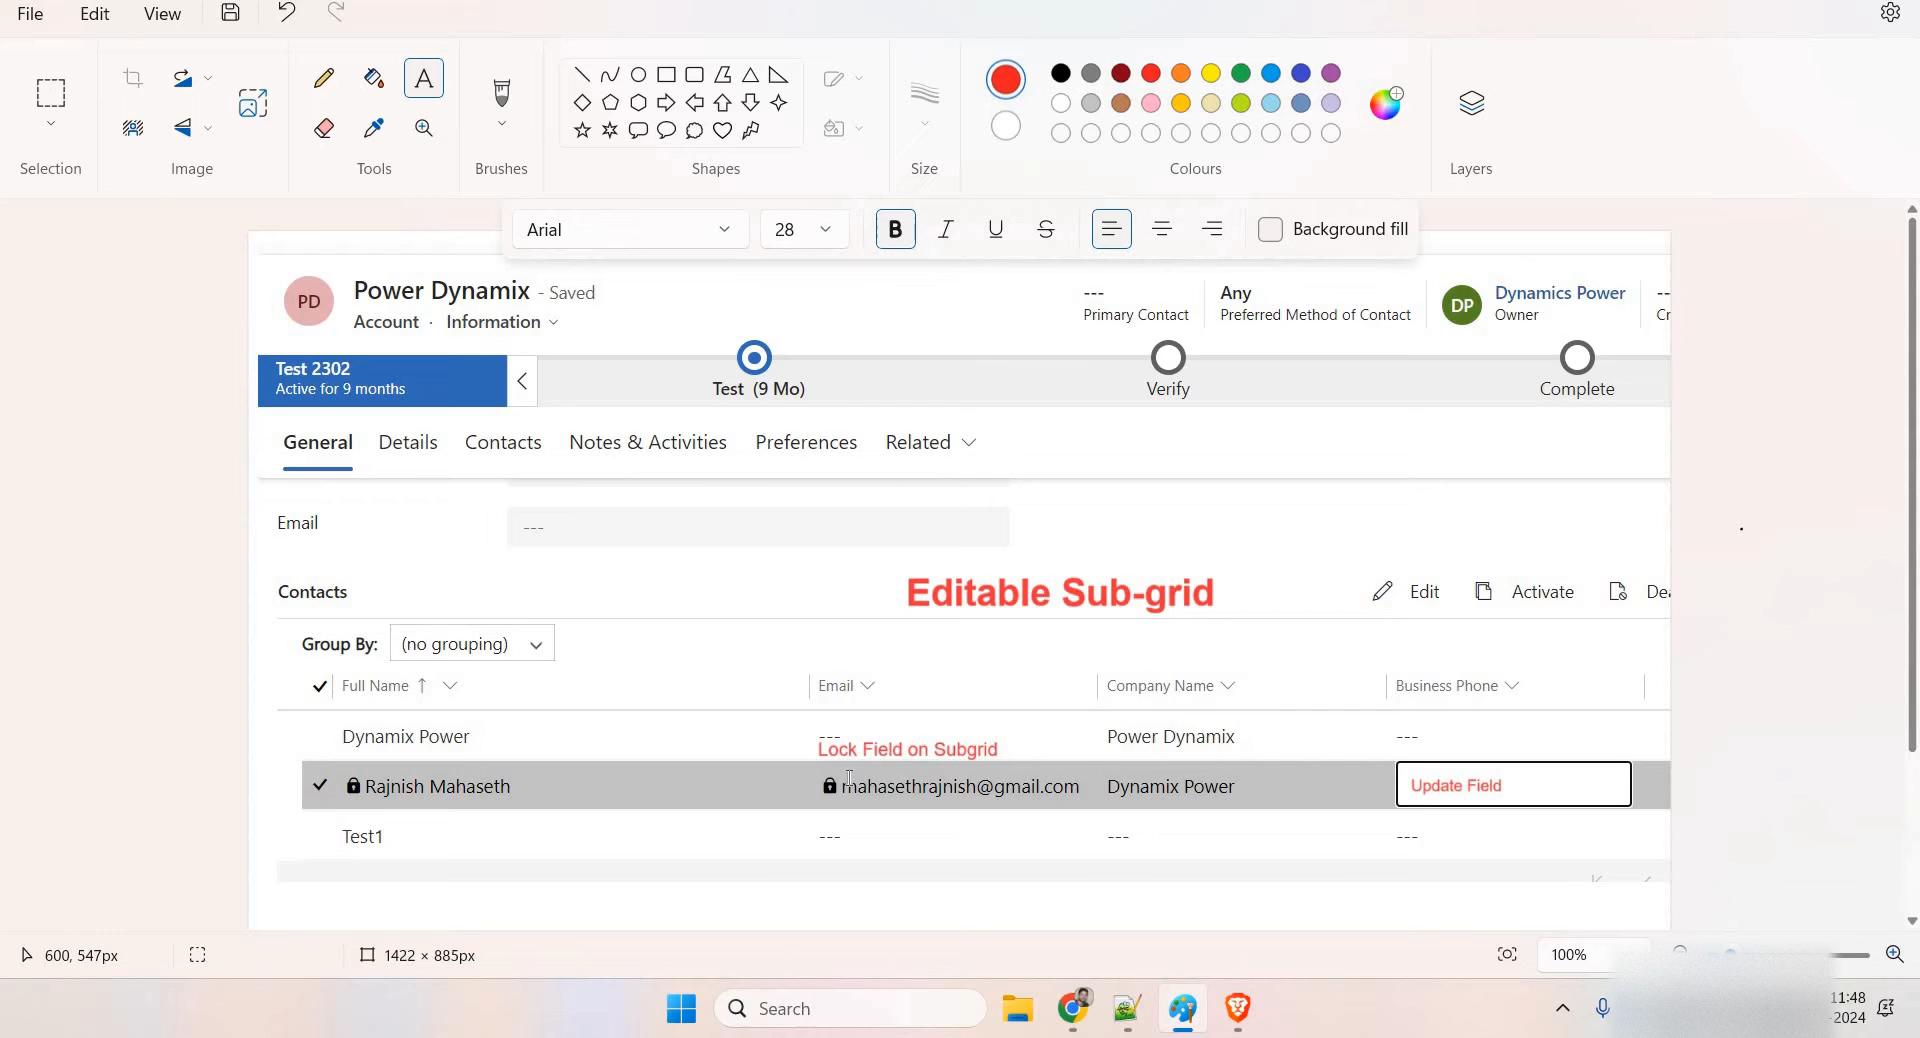 File Edit View
Selection Image Tools Brushes Shapes Size Colours Layers
Arial 28 B I U S Background fill
PD Power Dynamix - Saved
Account · Information
--- Primary Contact
Any Preferred Method of Contact
DP Dynamics Power Owner
---
Cr
Test 2302
Active for 9 months
Test (9 Mo) Verify Complete
General Details Contacts Notes & Activities Preferences Related
Email ---
Contacts Editable Sub-grid Edit Activate Dea
Group By: (no grouping)
Full Name ↑ Email Company Name Business Phone
Dynamix Power --- Power Dynamix ---
Lock Field on Subgrid
Rajnish Mahaseth mahasethrajnish@gmail.com Dynamix Power Update Field
Test1 --- --- ---
600, 547px 1422 × 885px 100%
Search 11:48
-2024